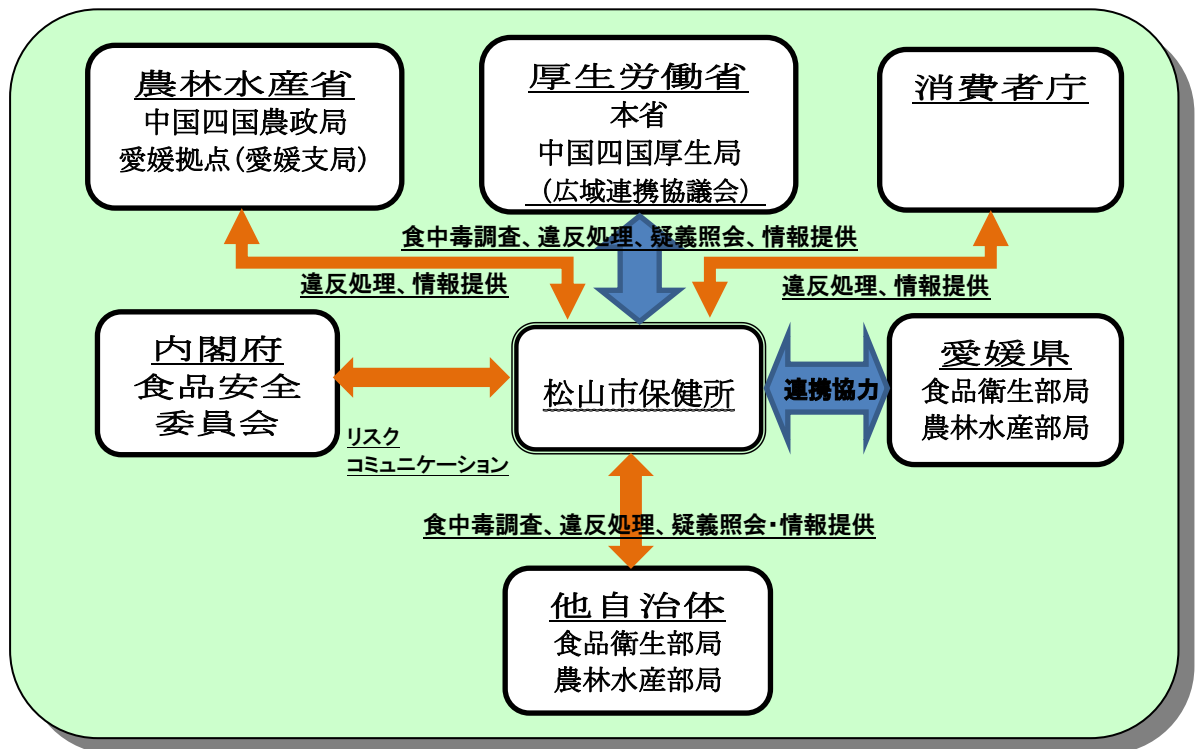 農林水産省
中国四国農政局
愛媛拠点(愛媛支局)
厚生労働省
本省
中国四国厚生局
(広域連携協議会)
消費者庁
食中毒調査、違反処理、疑義照会、情報提供
違反処理、情報提供
違反処理、情報提供
内閣府
食品安全
委員会
リスク
コミュニケーション
松山市保健所
連携協力
愛媛県
食品衛生部局
農林水産部局
食中毒調査、違反処理、疑義照会・情報提供
他自治体
食品衛生部局
農林水産部局